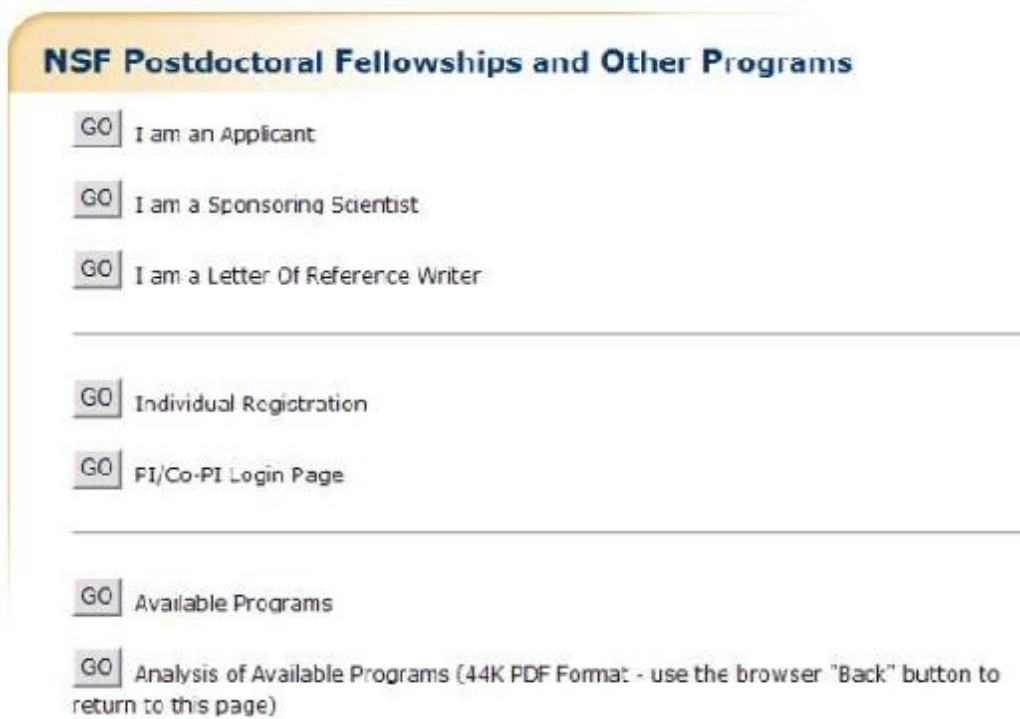 NSF Postdoctoral Fellowships and Other Programs
GO I am an Applicant
GO I am a Sponsoring Scientist
GO I am a Letter Of Reference Writer
GO Individual Registration
GO PI/Co-PI Login Page
GO Available Programs
GO Analysis of Available Programs (44K PDF Format - use the browser "Back" button to
return to this page)